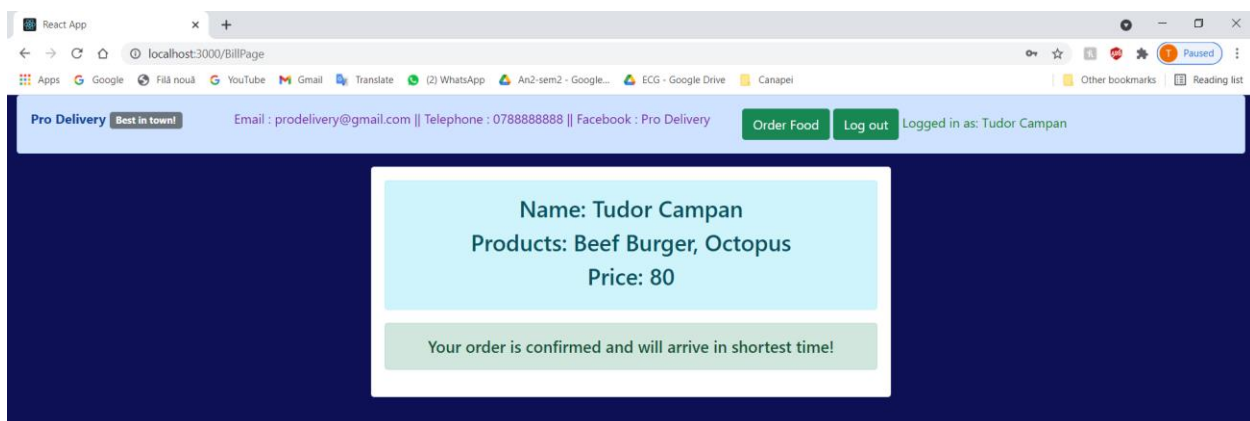 React App
localhost:3000/BillPage
Paused
Apps Google Filă nouă YouTube Gmail Translate (2) WhatsApp An2-sem2 - Google... ECG - Google Drive Canapei Other bookmarks Reading list
Pro Delivery Best in town! Email : prodelivery@gmail.com || Telephone : 0788888888 || Facebook : Pro Delivery Order Food Log out Logged in as: Tudor Campan
Name: Tudor Campan
Products: Beef Burger, Octopus
Price: 80
Your order is confirmed and will arrive in shortest time!